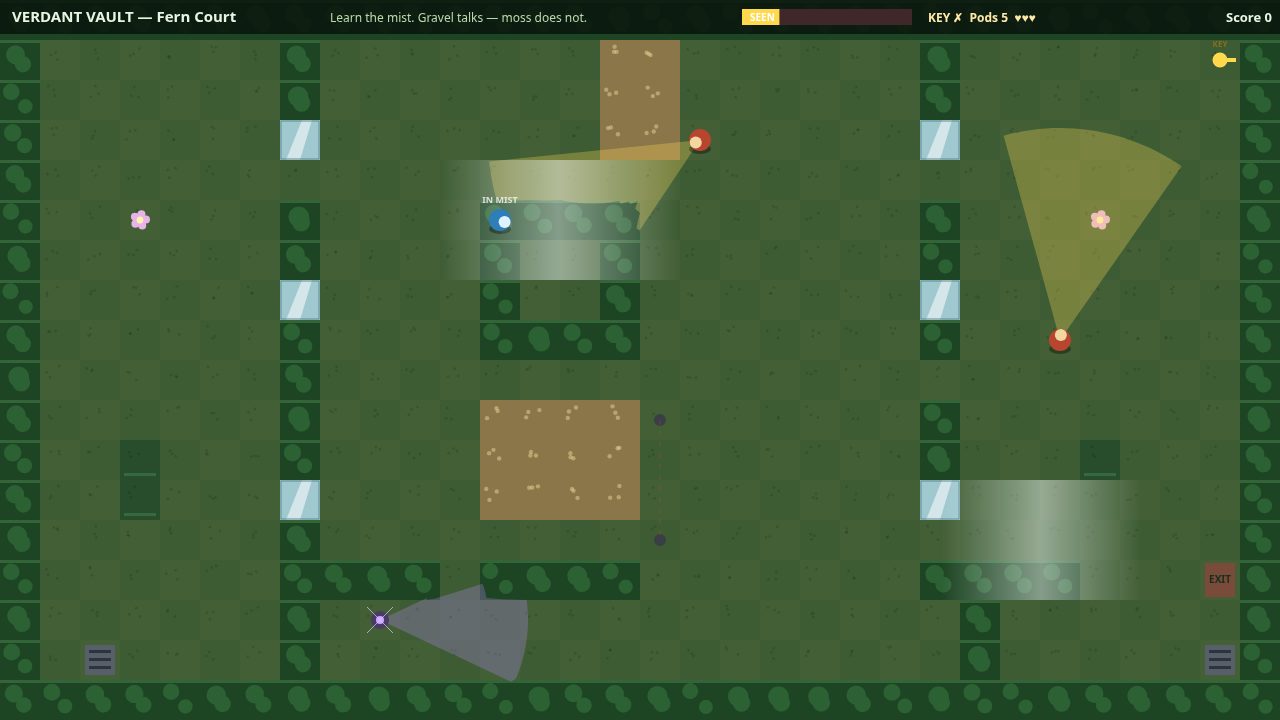 VERDANT VAULT — Fern Court
Learn the mist. Gravel talks — moss does not.
SEEN
KEY ✗ Pods 5 ♥♥♥
Score 0
KEY
IN MIST
EXIT